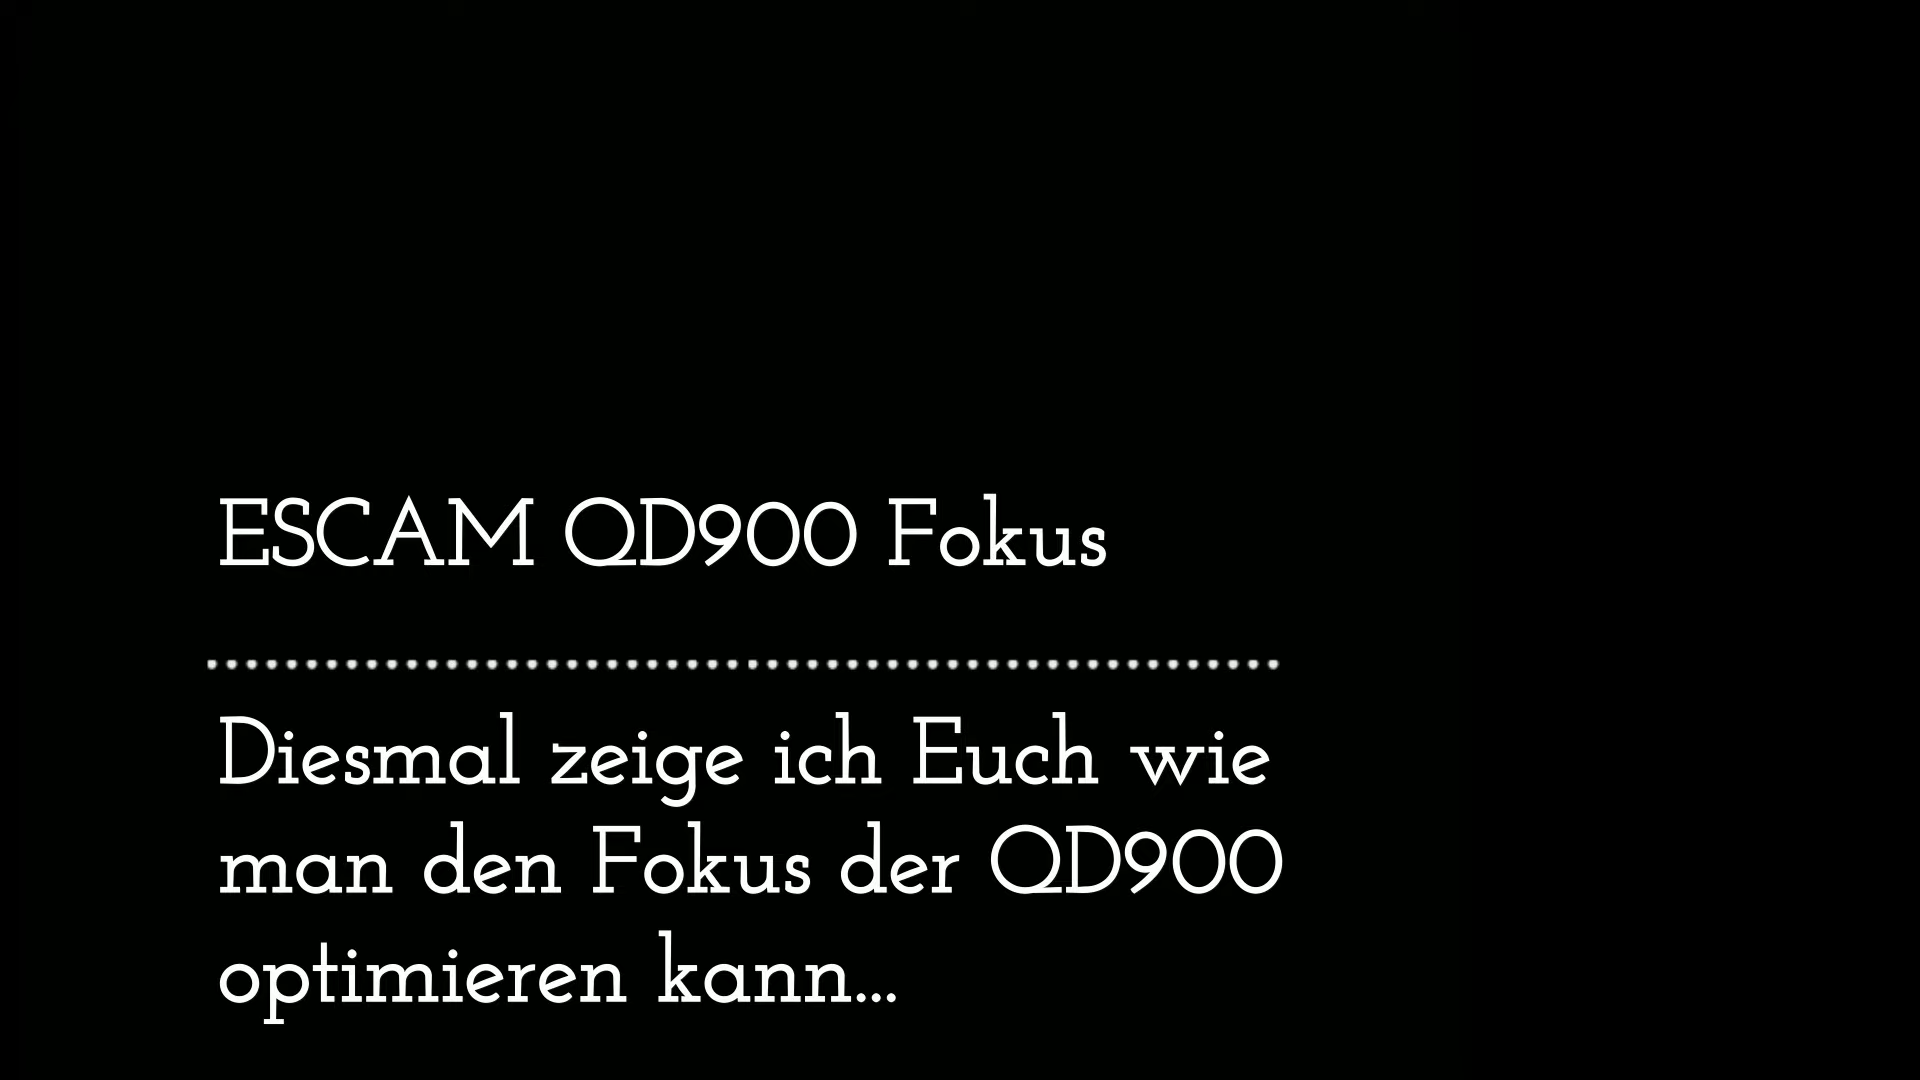 ESCAM QD900 Fokus
Diesmal zeige ich Euch wie
man den Fokus der QD900
optimieren kann...